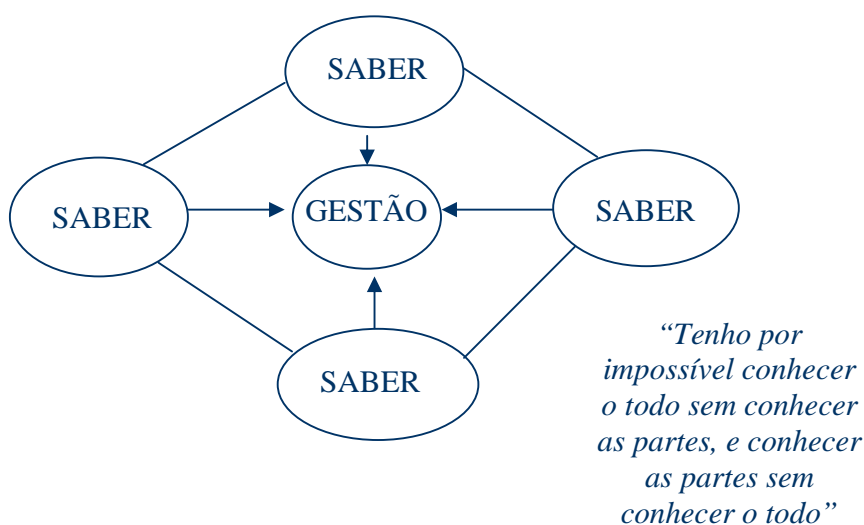 SABER
SABER
GESTÃO
SABER
SABER
“Tenho por
impossível conhecer
o todo sem conhecer
as partes, e conhecer
as partes sem
conhecer o todo”